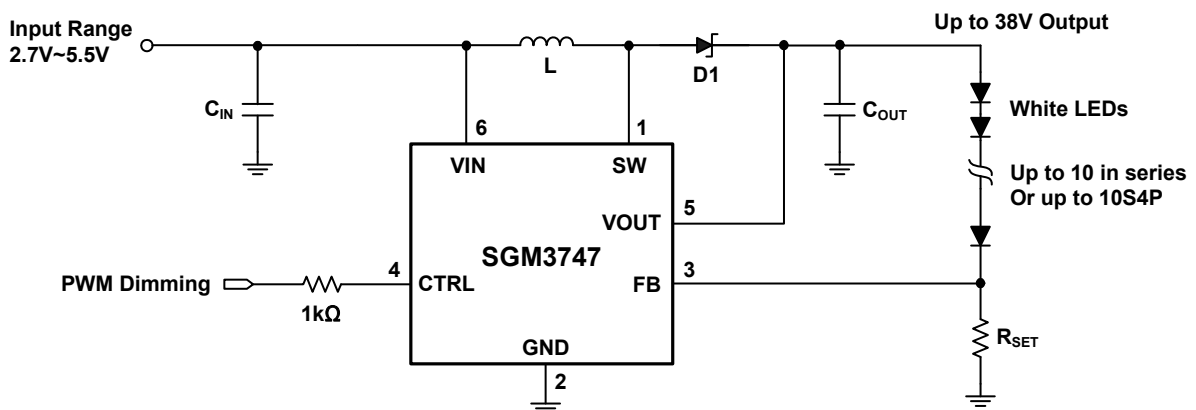 Input Range
2.7V~5.5V
Up to 38V Output
L
D1
CIN
COUT
White LEDs
6
1
VIN
SW
Up to 10 in series
Or up to 10S4P
5
VOUT
SGM3747
PWM Dimming
4
CTRL
3
FB
1kΩ
RSET
GND
2